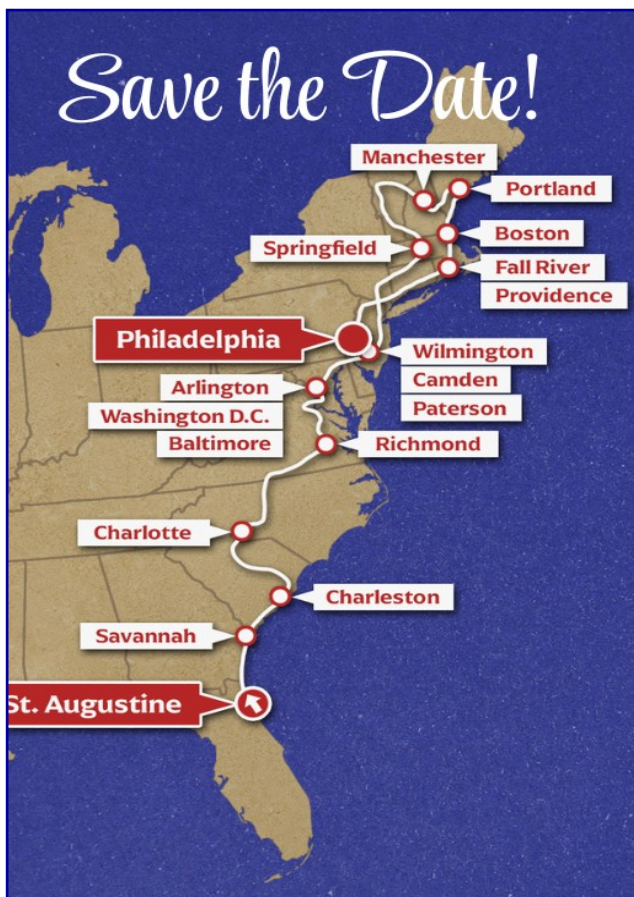 Save the Date!
Manchester
Portland
Boston
Springfield
Fall River
Providence
Philadelphia
Wilmington
Arlington
Camden
Washington D.C.
Paterson
Baltimore
Richmond
Charlotte
Charleston
Savannah
St. Augustine